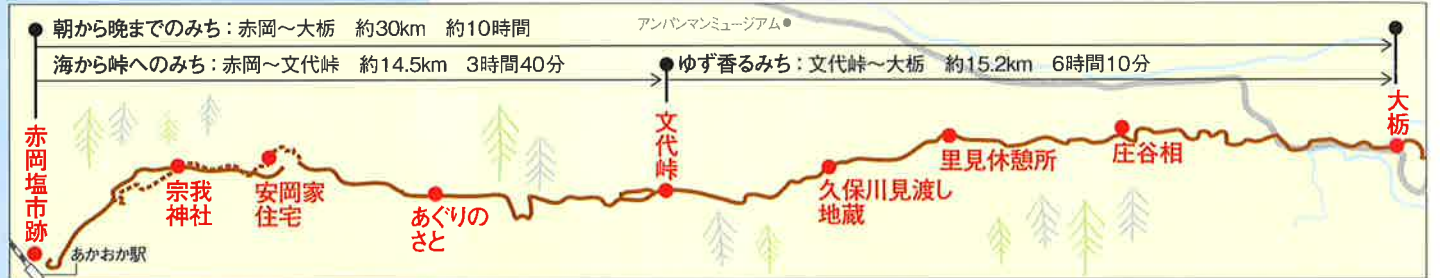 朝から晩までのみち：赤岡～大栃　約30km　約10時間
アンパンマンミュージアム
海から峠へのみち：赤岡～文代峠　約14.5km　3時間40分
ゆず香るみち：文代峠～大栃　約15.2km　6時間10分
赤岡塩市跡
あかおか駅
宗我
神社
安岡家
住宅
あぐりの
さと
文代峠
久保川見渡し
地蔵
里見休憩所
庄谷相
大栃